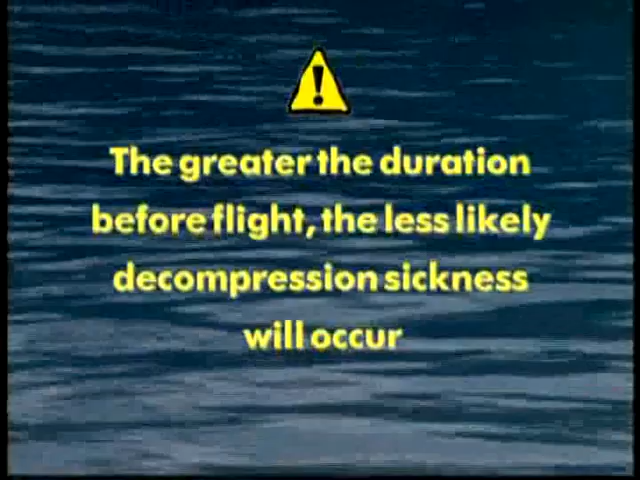 The greater the duration
before flight, the less likely
decompression sickness
will occur